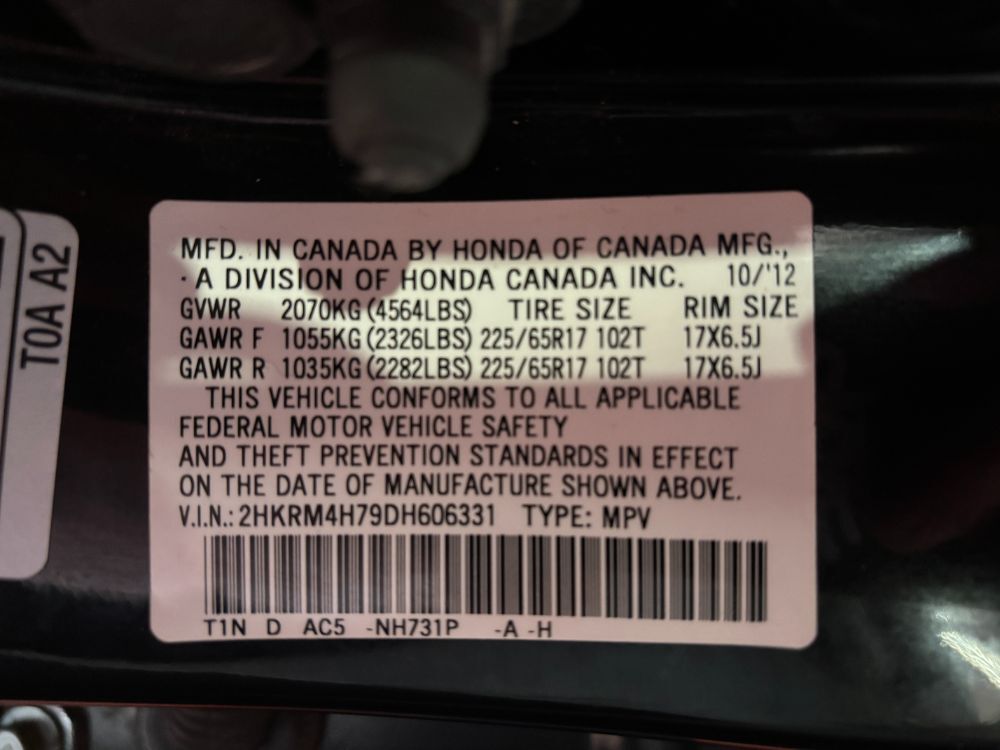 MFD. IN CANADA BY HONDA OF CANADA MFG.,
· A DIVISION OF HONDA CANADA INC. 10/'12
GVWR 2070KG (4564LBS) TIRE SIZE RIM SIZE
GAWR F 1055KG (2326LBS) 225/65R17 102T 17X6.5J
GAWR R 1035KG (2282LBS) 225/65R17 102T 17X6.5J
THIS VEHICLE CONFORMS TO ALL APPLICABLE
FEDERAL MOTOR VEHICLE SAFETY
AND THEFT PREVENTION STANDARDS IN EFFECT
ON THE DATE OF MANUFACTURE SHOWN ABOVE.
V.I.N.: 2HKRM4H79DH606331 TYPE: MPV
T1N D AC5 -NH731P -A -H
T0A A2